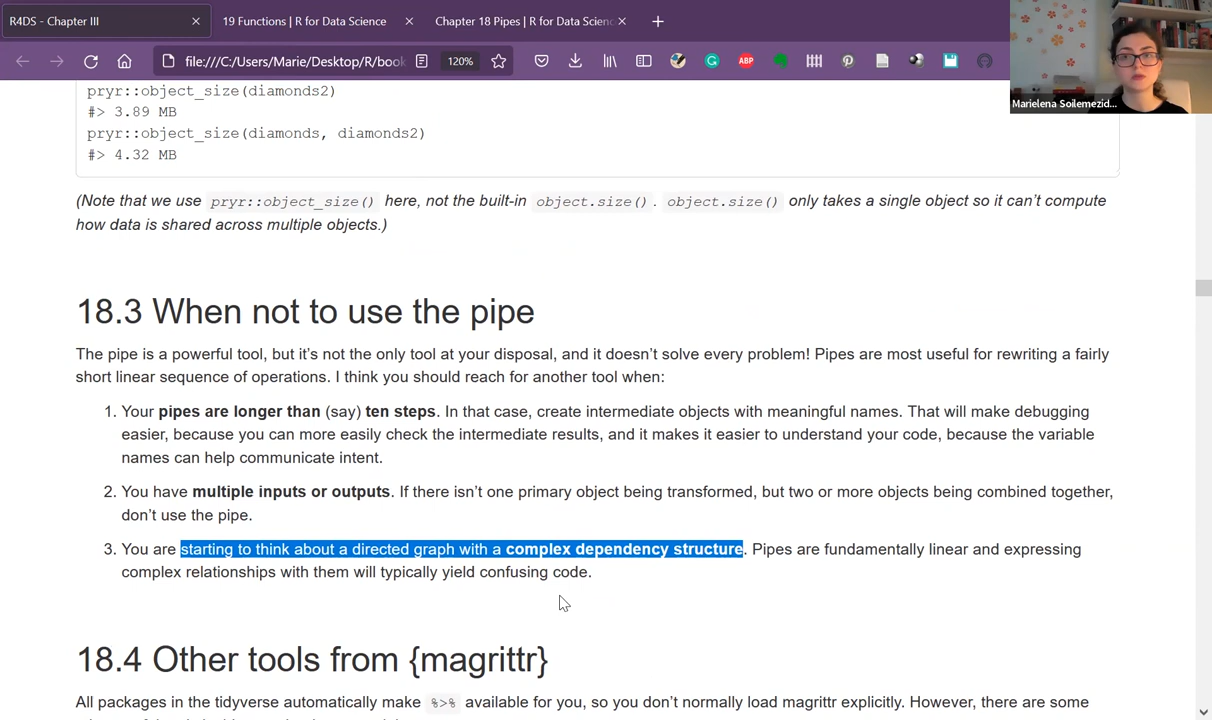 R4DS - Chapter III
19 Functions | R for Data Science
Chapter 18 Pipes | R for Data Scienc
file:///C:/Users/Marie/Desktop/R/book
120%
ABP
Marielena Soilemezid...
pryr::object_size(diamonds2)
#> 3.89 MB
pryr::object_size(diamonds, diamonds2)
#> 4.32 MB
(Note that we use pryr::object_size() here, not the built-in object.size() . object.size() only takes a single object so it can't compute
how data is shared across multiple objects.)
18.3 When not to use the pipe
The pipe is a powerful tool, but it's not the only tool at your disposal, and it doesn't solve every problem! Pipes are most useful for rewriting a fairly
short linear sequence of operations. I think you should reach for another tool when:
1. Your pipes are longer than (say) ten steps. In that case, create intermediate objects with meaningful names. That will make debugging
easier, because you can more easily check the intermediate results, and it makes it easier to understand your code, because the variable
names can help communicate intent.
2. You have multiple inputs or outputs. If there isn't one primary object being transformed, but two or more objects being combined together,
don't use the pipe.
3. You are starting to think about a directed graph with a complex dependency structure. Pipes are fundamentally linear and expressing
complex relationships with them will typically yield confusing code.
18.4 Other tools from {magrittr}
All packages in the tidyverse automatically make %>% available for you, so you don't normally load magrittr explicitly. However, there are some